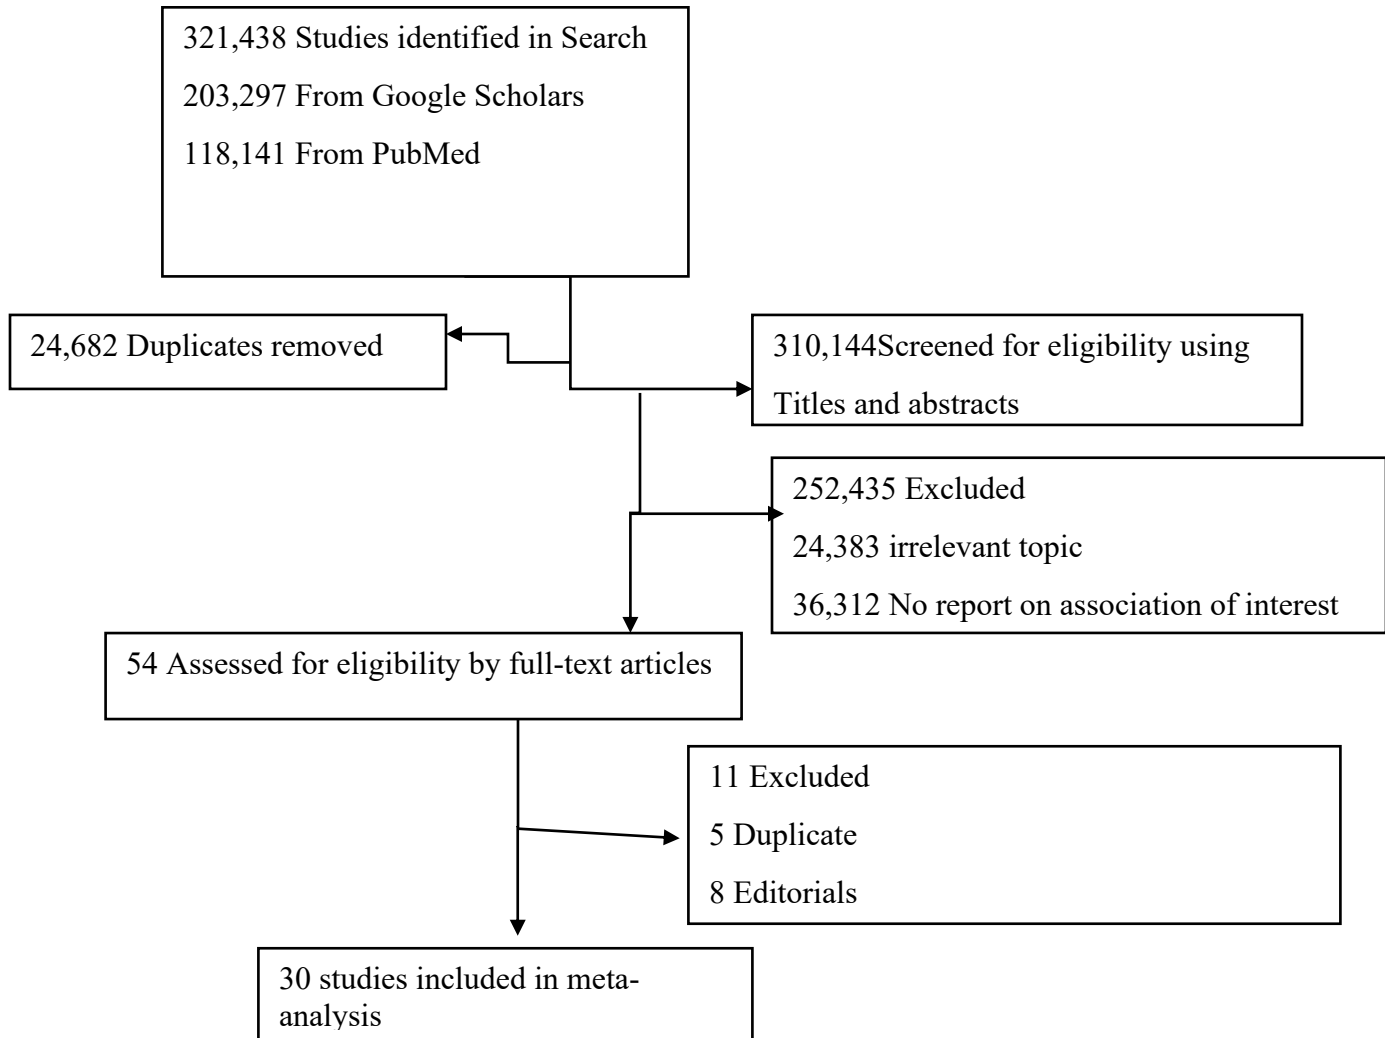 321,438 Studies identified in Search
203,297 From Google Scholars
118,141 From PubMed
24,682 Duplicates removed
310,144Screened for eligibility using
Titles and abstracts
252,435 Excluded
24,383 irrelevant topic
36,312 No report on association of interest
54 Assessed for eligibility by full-text articles
11 Excluded
5 Duplicate
8 Editorials
30 studies included in meta-
analysis